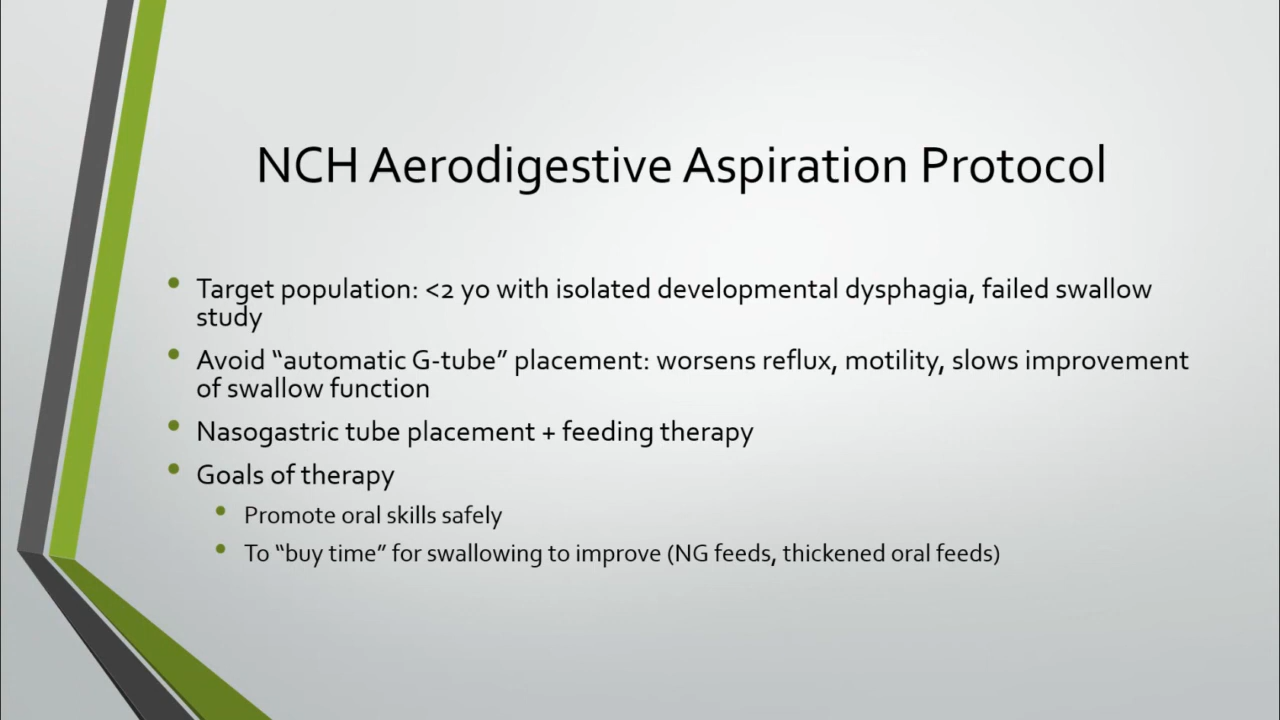 NCH Aerodigestive Aspiration Protocol
• Target population: <2 yo with isolated developmental dysphagia, failed swallow
study
• Avoid “automatic G-tube” placement: worsens reflux, motility, slows improvement
of swallow function
• Nasogastric tube placement + feeding therapy
• Goals of therapy
• Promote oral skills safely
• To “buy time” for swallowing to improve (NG feeds, thickened oral feeds)